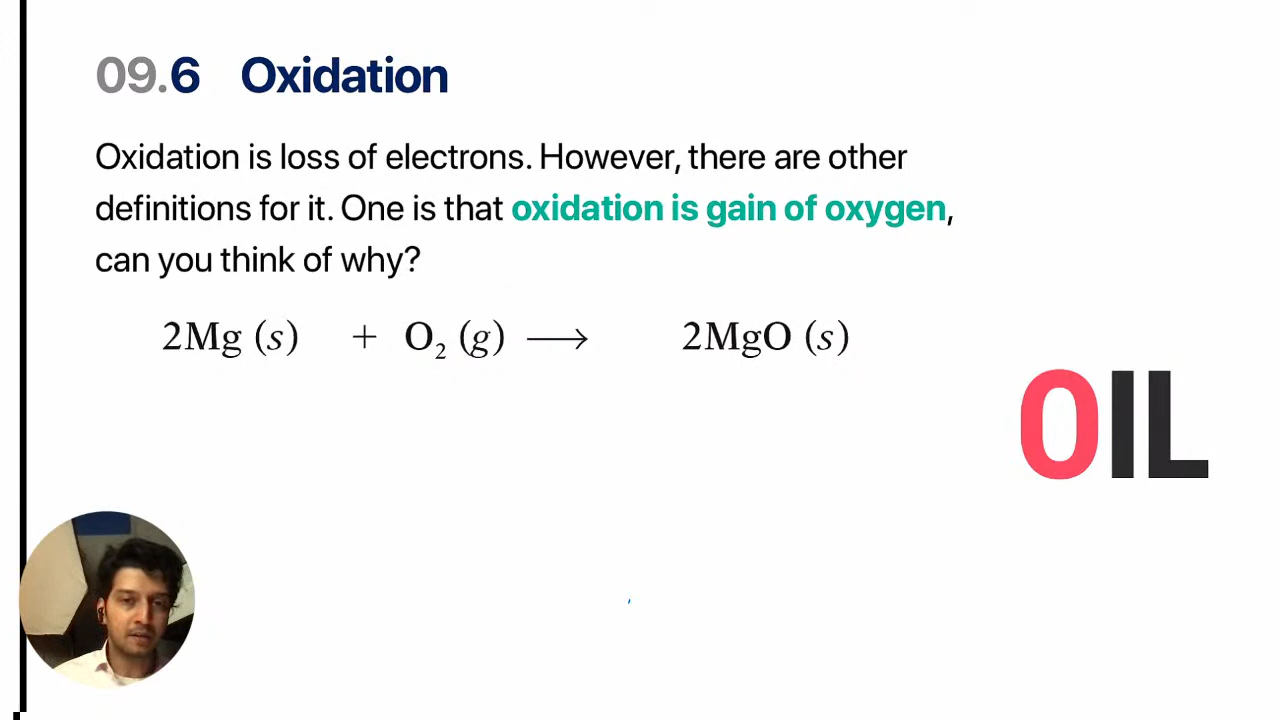 09.6 Oxidation
Oxidation is loss of electrons. However, there are other
definitions for it. One is that oxidation is gain of oxygen,
can you think of why?
2Mg (s) + O₂ (g) ⟶ 2MgO (s)
OIL